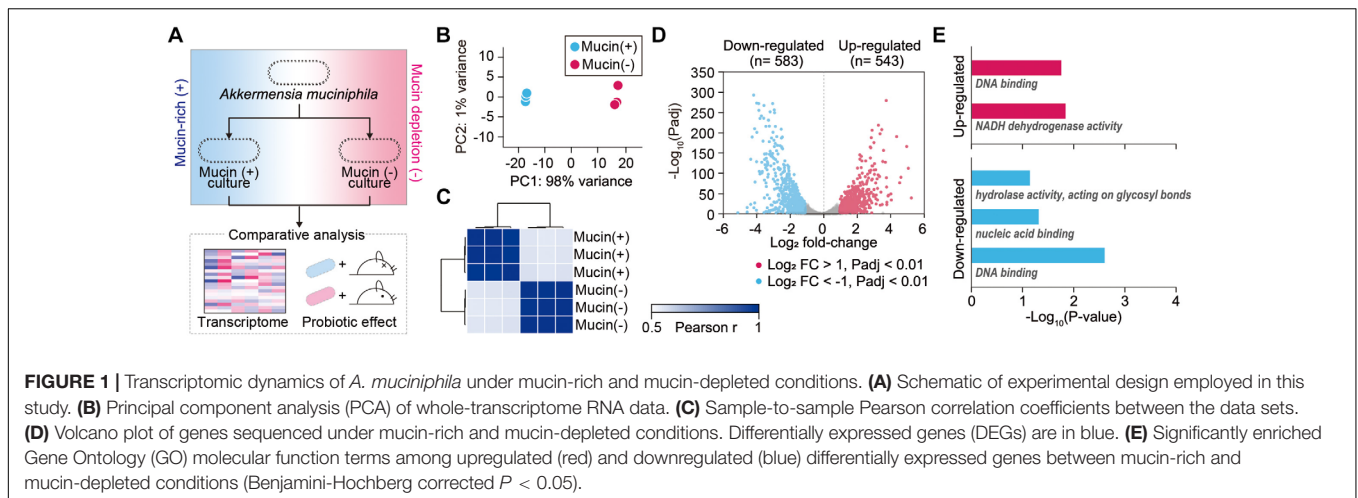 A
Mucin-rich (+)
Mucin depletion (-)
Akkermensia muciniphila
Mucin (+)
culture
Mucin (-)
culture
Comparative analysis
+
+
Transcriptome
Probiotic effect
B
Mucin(+)
Mucin(-)
PC2: 1% variance
10
5
0
-5
-10
-20
-10
0
10
20
PC1: 98% variance
C
Mucin(+)
Mucin(+)
Mucin(+)
Mucin(-)
Mucin(-)
Mucin(-)
0.5
Pearson r
1
D
Down-regulated
(n= 583)
Up-regulated
(n= 543)
-Log10(Padj)
350
300
250
200
150
100
50
0
-6
-4
-2
0
2
4
6
Log2 fold-change
Log2 FC > 1, Padj < 0.01
Log2 FC < -1, Padj < 0.01
E
Up-regulated
DNA binding
NADH dehydrogenase activity
Down-regulated
hydrolase activity, acting on glycosyl bonds
nucleic acid binding
DNA binding
0
1
2
3
4
-Log10(P-value)
FIGURE 1 | Transcriptomic dynamics of A. muciniphila under mucin-rich and mucin-depleted conditions. (A) Schematic of experimental design employed in this
study. (B) Principal component analysis (PCA) of whole-transcriptome RNA data. (C) Sample-to-sample Pearson correlation coefficients between the data sets.
(D) Volcano plot of genes sequenced under mucin-rich and mucin-depleted conditions. Differentially expressed genes (DEGs) are in blue. (E) Significantly enriched
Gene Ontology (GO) molecular function terms among upregulated (red) and downregulated (blue) differentially expressed genes between mucin-rich and
mucin-depleted conditions (Benjamini-Hochberg corrected P < 0.05).